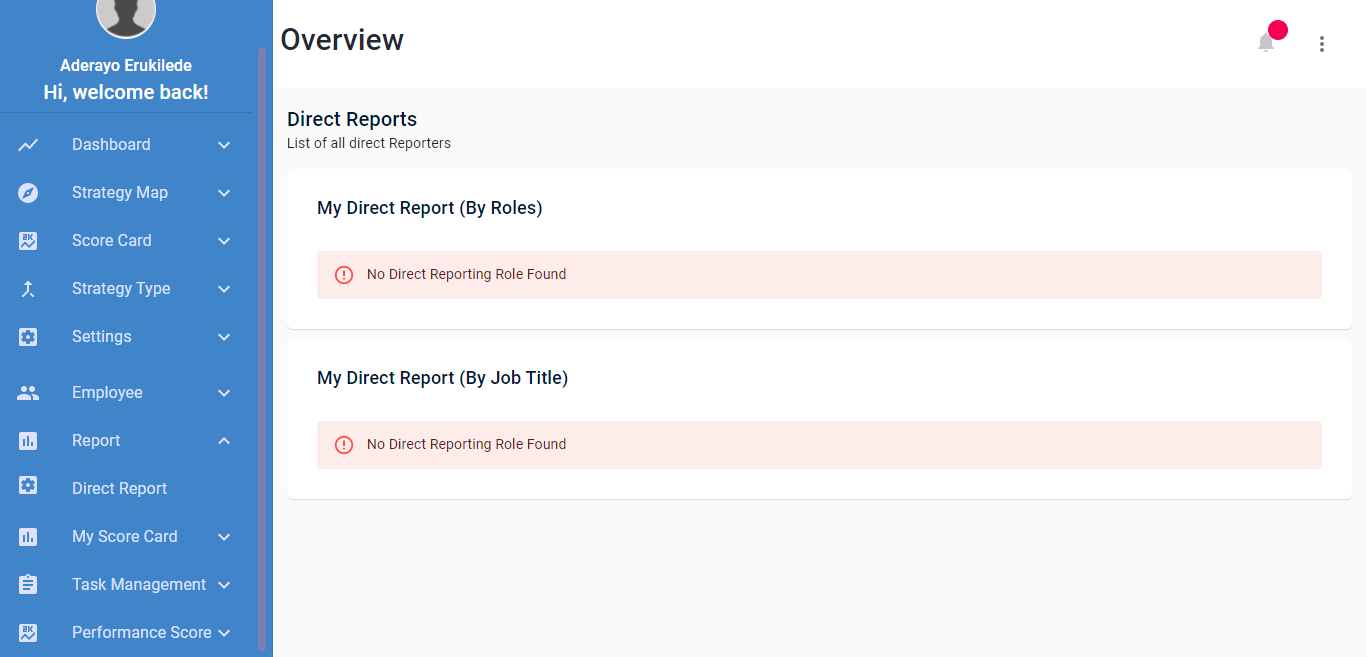 Aderayo Erukilede
Hi, welcome back!
Dashboard
Strategy Map
Score Card
Strategy Type
Settings
Employee
Report
Direct Report
My Score Card
Task Management
Performance Score
Overview
Direct Reports
List of all direct Reporters
My Direct Report (By Roles)
No Direct Reporting Role Found
My Direct Report (By Job Title)
No Direct Reporting Role Found